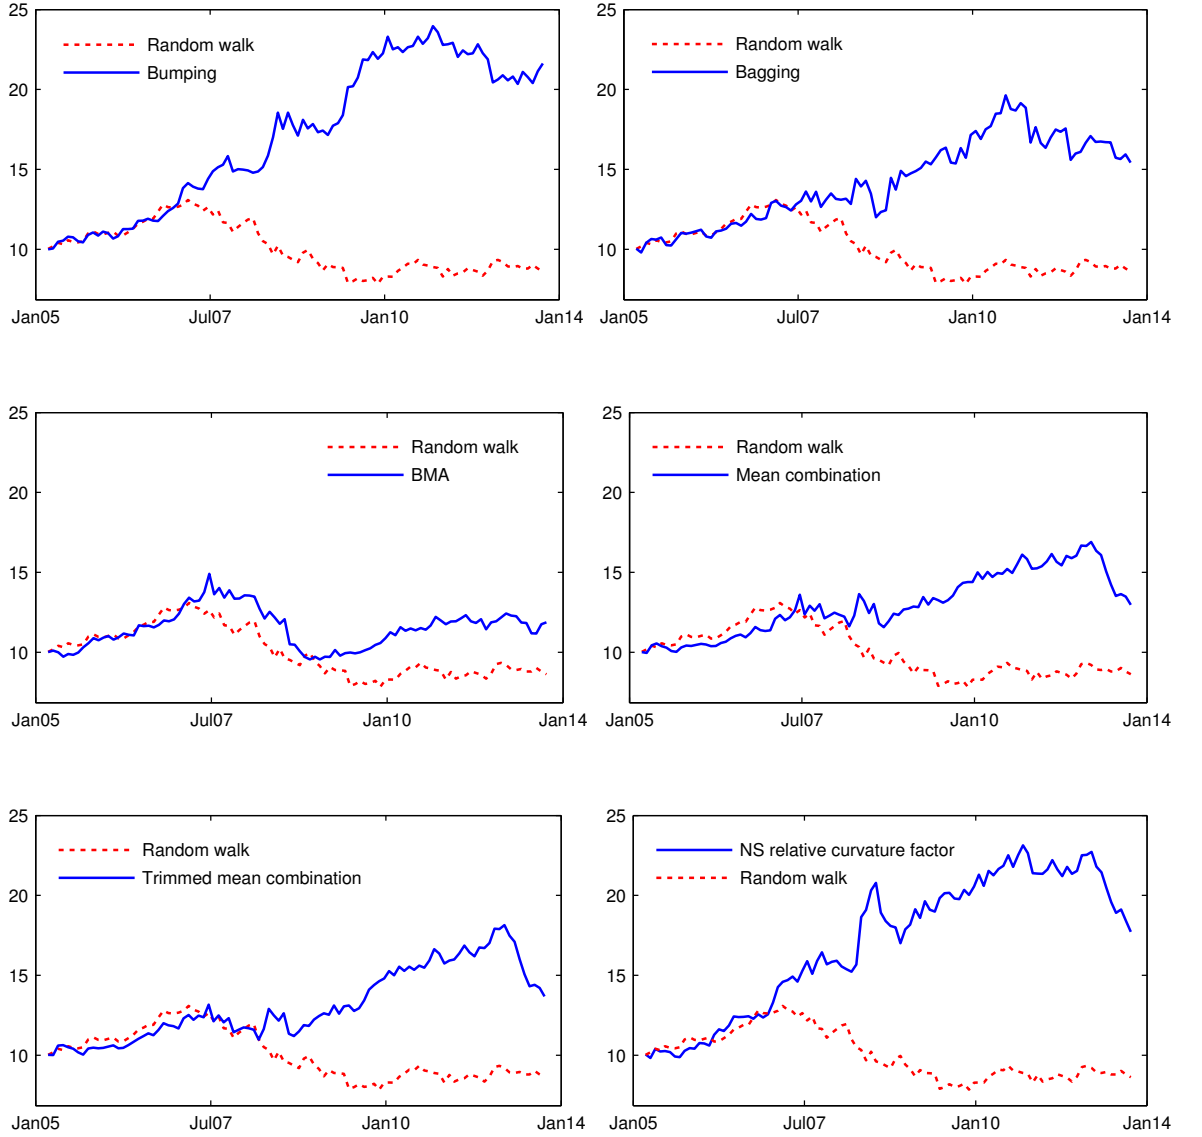 25
20
15
10
Random walk
Bumping
Jan05
Jul07
Jan10
Jan14
25
20
15
10
Random walk
Bagging
Jan05
Jul07
Jan10
Jan14
25
20
15
10
Random walk
BMA
Jan05
Jul07
Jan10
Jan14
25
20
15
10
Random walk
Mean combination
Jan05
Jul07
Jan10
Jan14
25
20
15
10
Random walk
Trimmed mean combination
Jan05
Jul07
Jan10
Jan14
25
20
15
10
NS relative curvature factor
Random walk
Jan05
Jul07
Jan10
Jan14